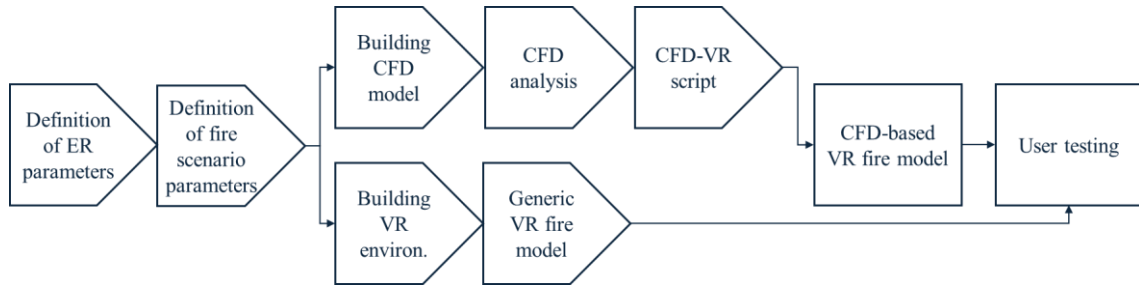 Definition
of ER
parameters
Definition
of fire
scenario
parameters
Building
CFD
model
CFD
analysis
CFD-VR
script
Building
VR
environ.
Generic
VR fire
model
CFD-based
VR fire model
User testing